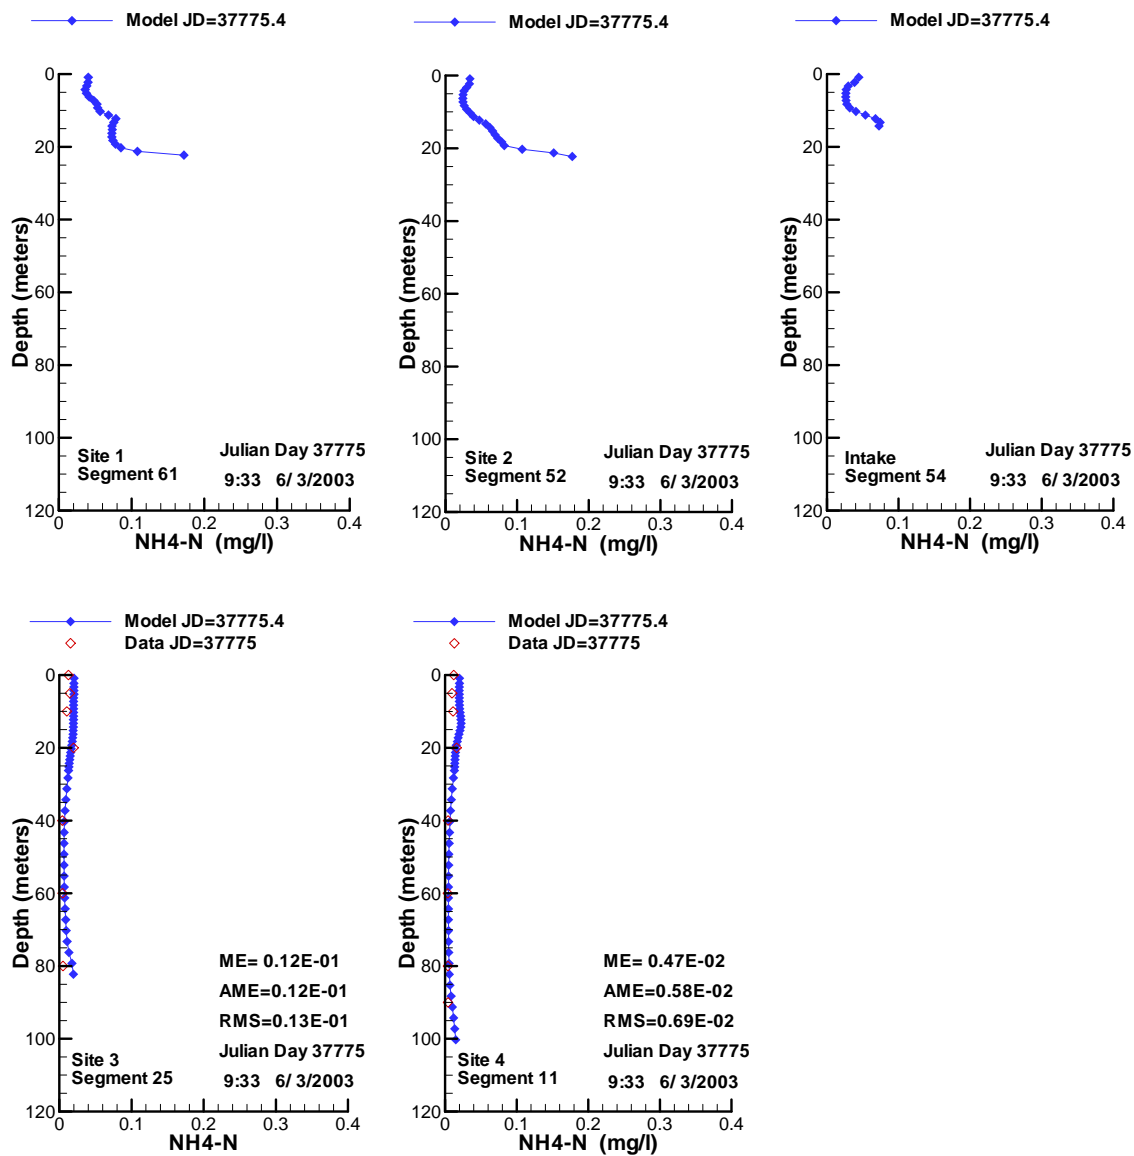 Model JD=37775.4
0
20
40
60
80
100
120
Depth (meters)
Site 1
Segment 61
Julian Day 37775
9:33 6/ 3/2003
0 0.1 0.2 0.3 0.4
NH4-N (mg/l)
Model JD=37775.4
0
20
40
60
80
100
120
Depth (meters)
Site 2
Segment 52
Julian Day 37775
9:33 6/ 3/2003
0 0.1 0.2 0.3 0.4
NH4-N (mg/l)
Model JD=37775.4
0
20
40
60
80
100
120
Depth (meters)
Intake
Segment 54
Julian Day 37775
9:33 6/ 3/2003
0 0.1 0.2 0.3 0.4
NH4-N (mg/l)
Model JD=37775.4
Data JD=37775
0
20
40
60
80
100
120
Depth (meters)
ME= 0.12E-01
AME=0.12E-01
RMS=0.13E-01
Site 3
Segment 25
Julian Day 37775
9:33 6/ 3/2003
0 0.1 0.2 0.3 0.4
NH4-N
Model JD=37775.4
Data JD=37775
0
20
40
60
80
100
120
Depth (meters)
ME= 0.47E-02
AME=0.58E-02
RMS=0.69E-02
Site 4
Segment 11
Julian Day 37775
9:33 6/ 3/2003
0 0.1 0.2 0.3 0.4
NH4-N (mg/l)